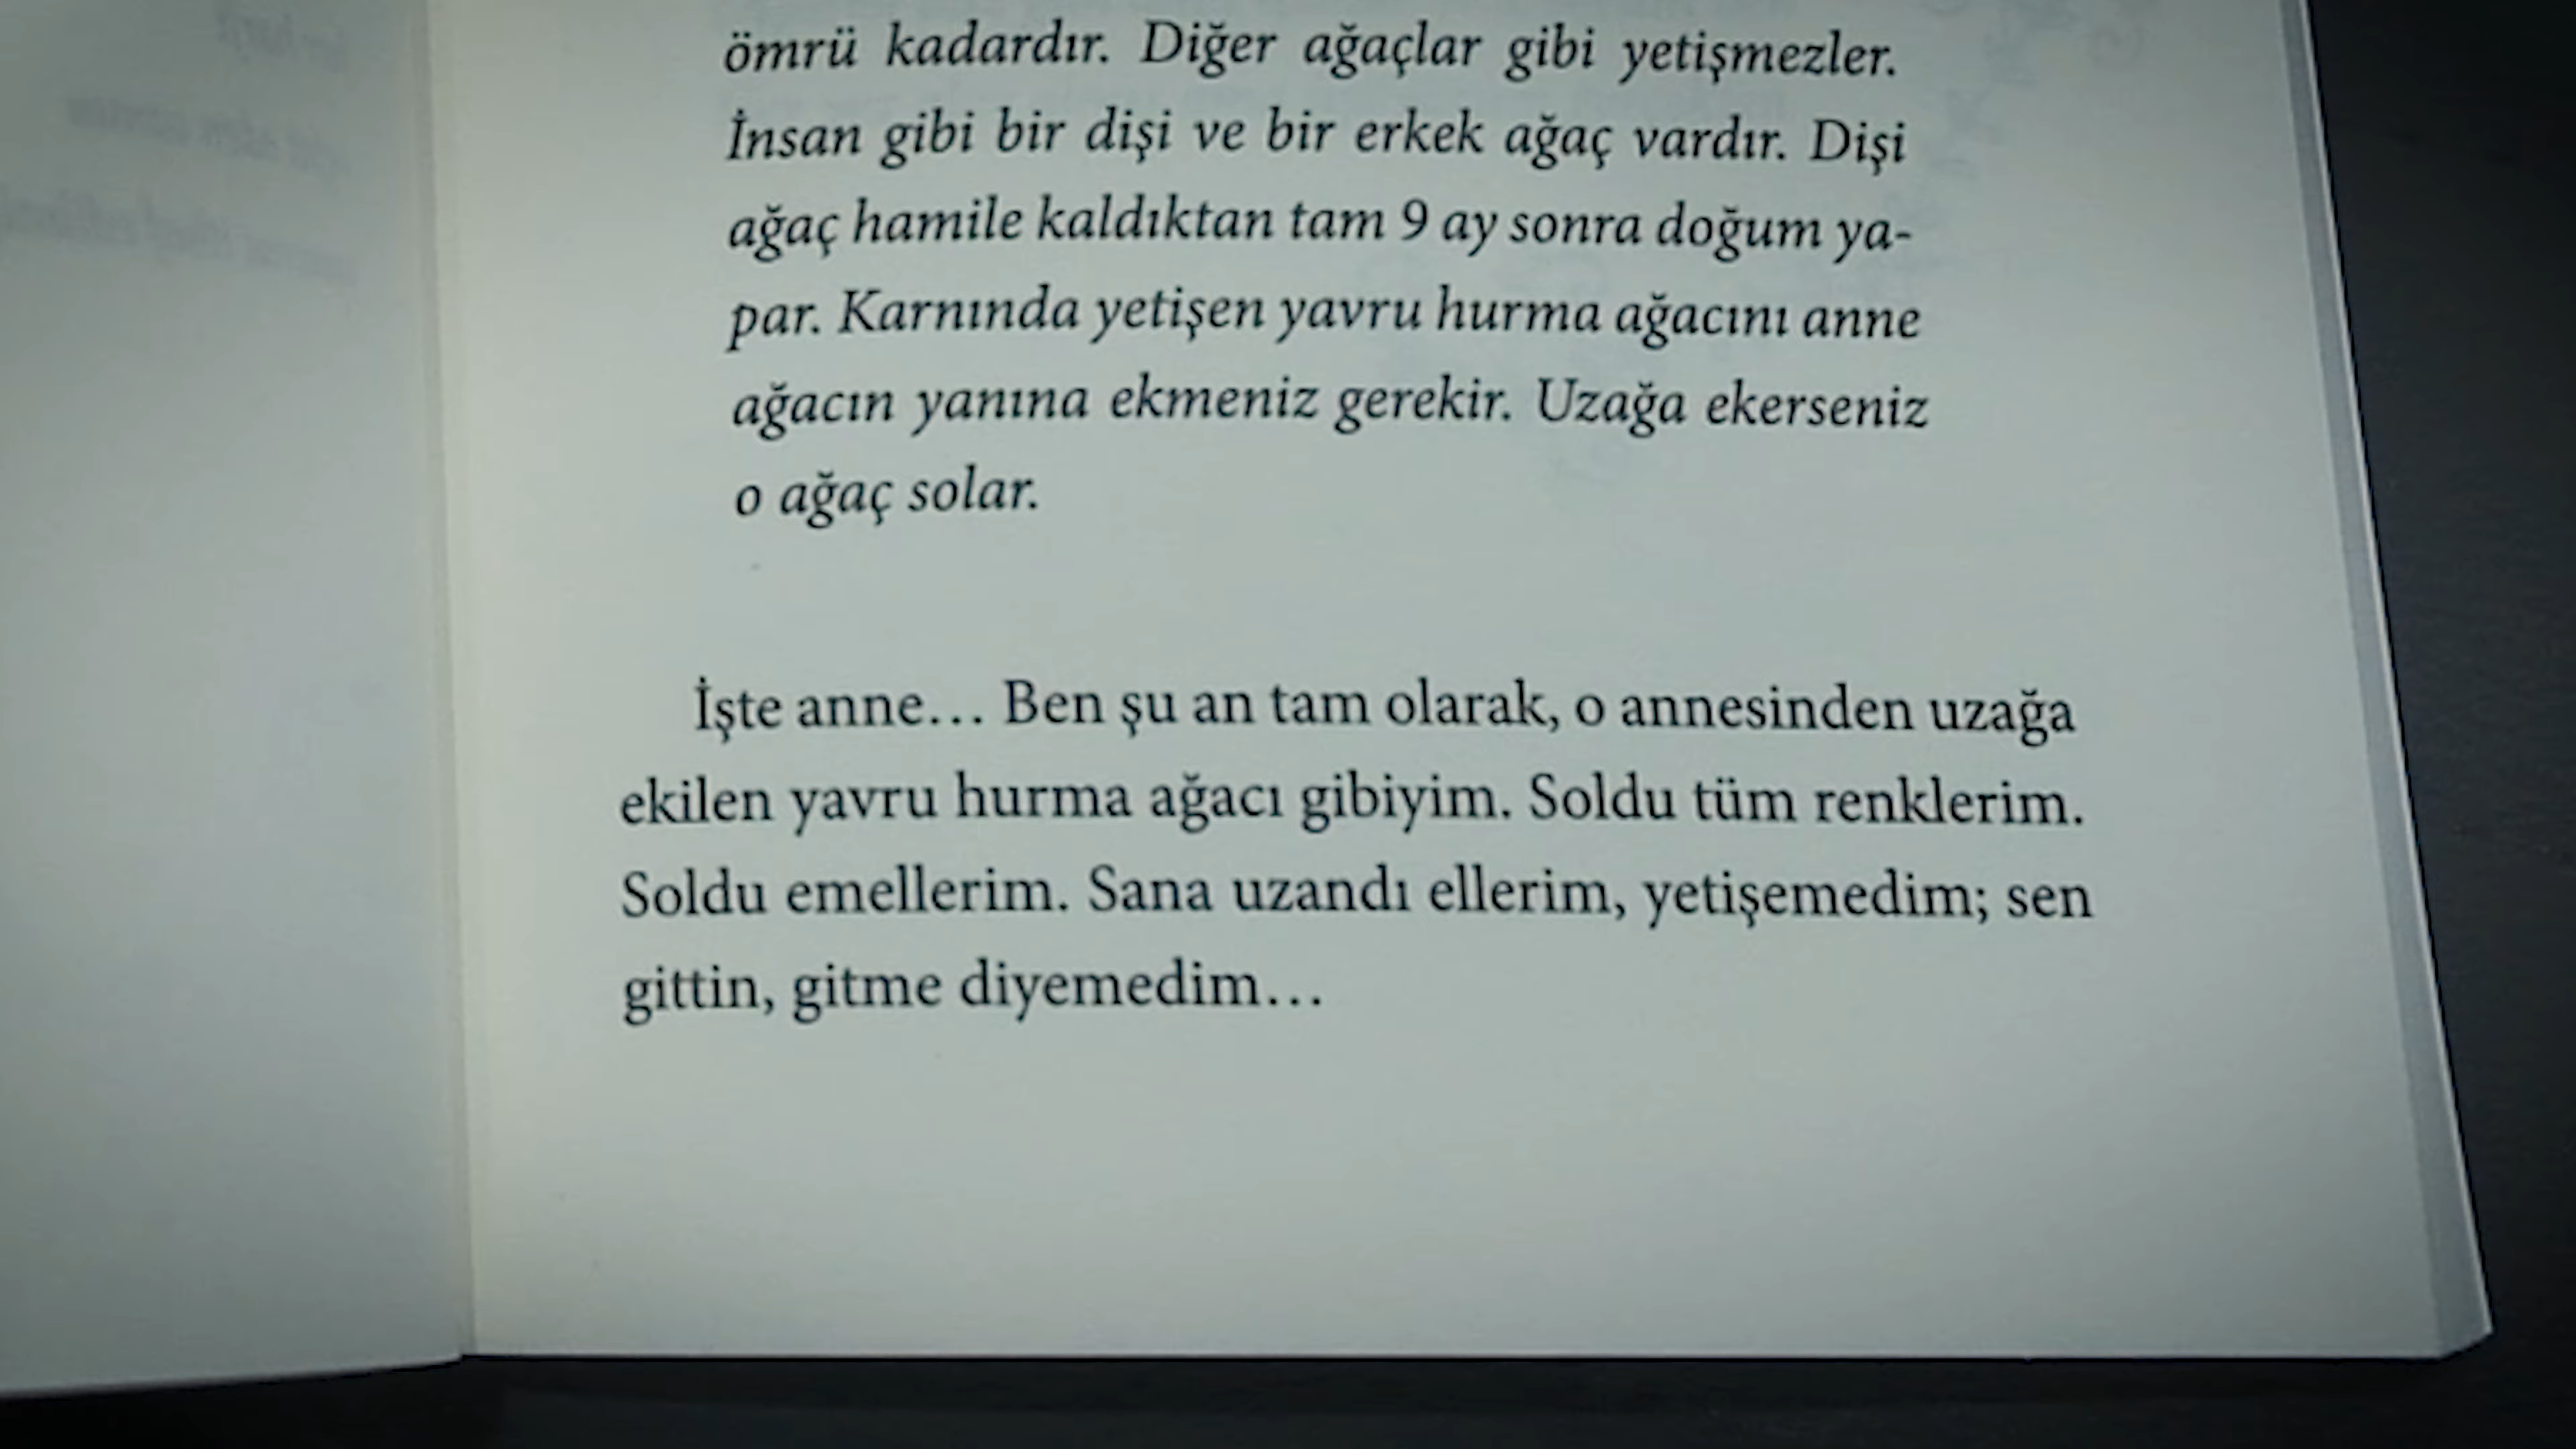 ömrü kadardır. Diğer ağaçlar gibi yetişmezler.
İnsan gibi bir dişi ve bir erkek ağaç vardır. Dişi
ağaç hamile kaldıktan tam 9 ay sonra doğum ya-
par. Karnında yetişen yavru hurma ağacını anne
ağacın yanına ekmeniz gerekir. Uzağa ekerseniz
o ağaç solar.
İşte anne... Ben şu an tam olarak, o annesinden uzağa
ekilen yavru hurma ağacı gibiyim. Soldu tüm renklerim.
Soldu emellerim. Sana uzandı ellerim, yetişemedim; sen
gittin, gitme diyemedim...